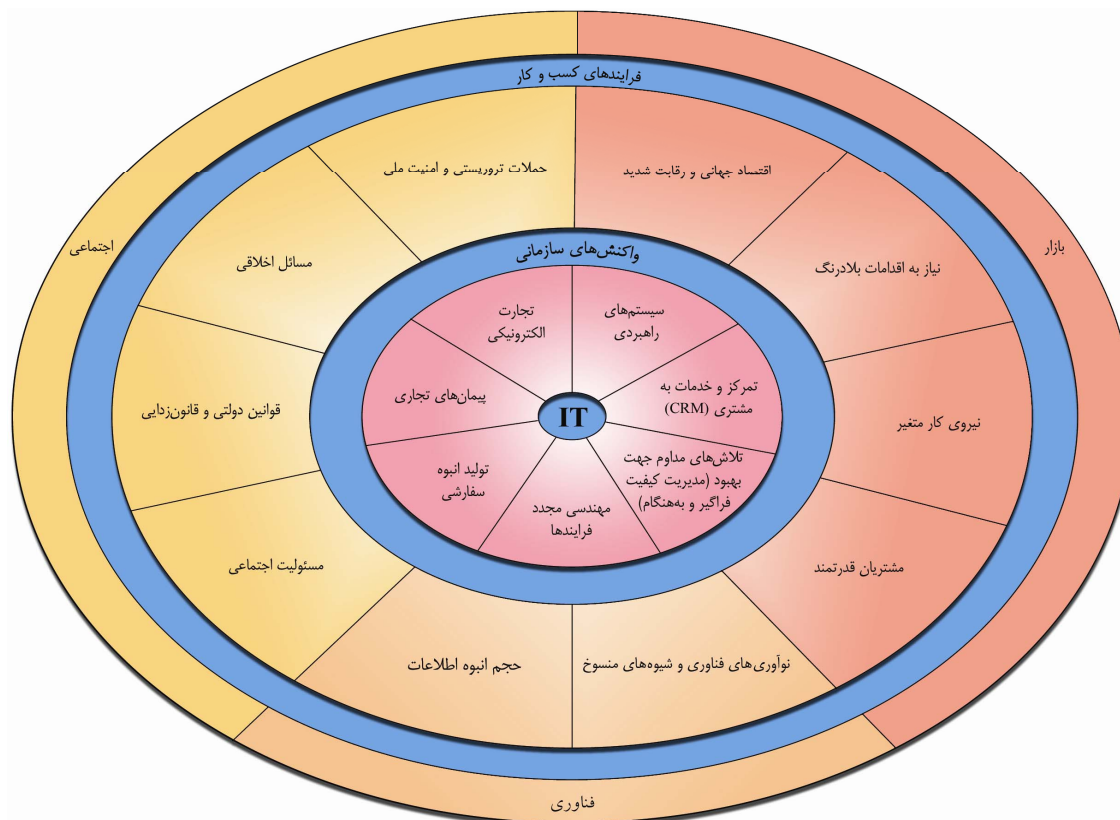 فرایندهای کسب و کار
حملات تروریستی و امنیت ملی
اقتصاد جهانی و رقابت شدید
اجتماعی
بازار
مسائل اخلاقی
نیاز به اقدامات بلادرنگ
واکنش‌های سازمانی
تجارت
الکترونیکی
سیستم‌های
راهبردی
پیمان‌های تجاری
تمرکز و خدمات به
مشتری (CRM)
IT
قوانین دولتی و قانون‌زدایی
نیروی کار متغیر
تولید انبوه
سفارشی
تلاش‌های مداوم جهت
بهبود (مدیریت کیفیت
فراگیر و به‌هنگام)
مهندسی مجدد
فرایندها
مسئولیت اجتماعی
مشتریان قدرتمند
حجم انبوه اطلاعات
نوآوری‌های فناوری و شیوه‌های منسوخ
فناوری